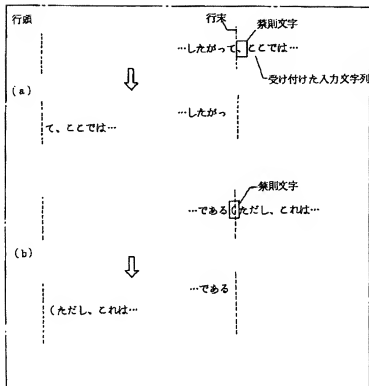 行頭
行末
禁則文字
…したがって、ここでは…
受け付けた入力文字列
(a)
…したがっ
て、ここでは…
禁則文字
…である(ただし、これは…
(b)
…である
(ただし、これは…